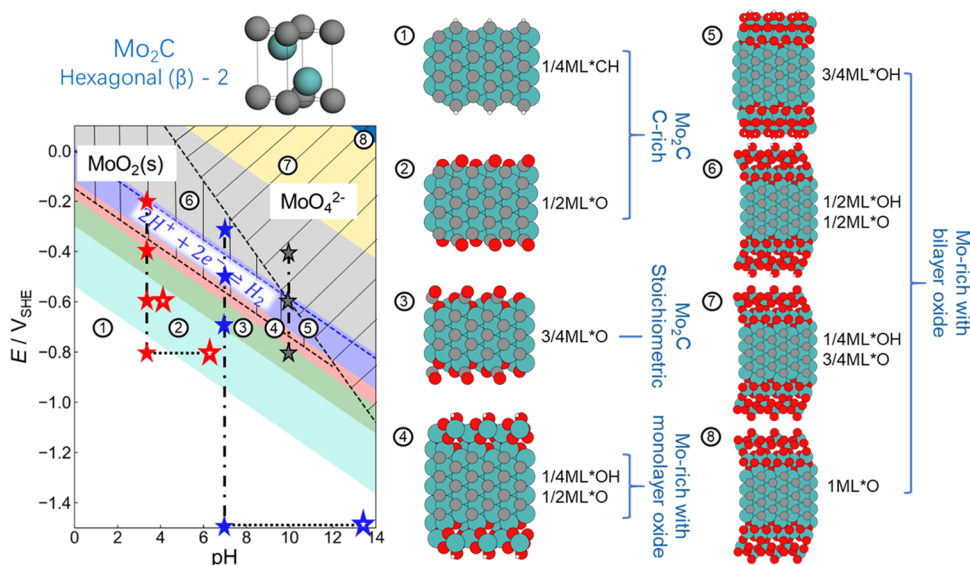 Mo₂C
Hexagonal (β) - 2
E / V_SHE
0.0
−0.2
−0.4
−0.6
−0.8
−1.0
−1.2
−1.4
0 2 4 6 8 10 12 14
pH
MoO₂(s)
MoO₄²⁻
2H⁺ + 2e⁻ ⇌ H₂
①
②
③
④
⑤
⑥
⑦
⑧
①
1/4ML*CH
②
1/2ML*O
Mo₂C
C-rich
③
3/4ML*O
Mo₂C
Stoichiometric
④
1/4ML*OH
1/2ML*O
Mo-rich with
monolayer oxide
⑤
3/4ML*OH
⑥
1/2ML*OH
1/2ML*O
⑦
1/4ML*OH
3/4ML*O
⑧
1ML*O
Mo-rich with
bilayer oxide